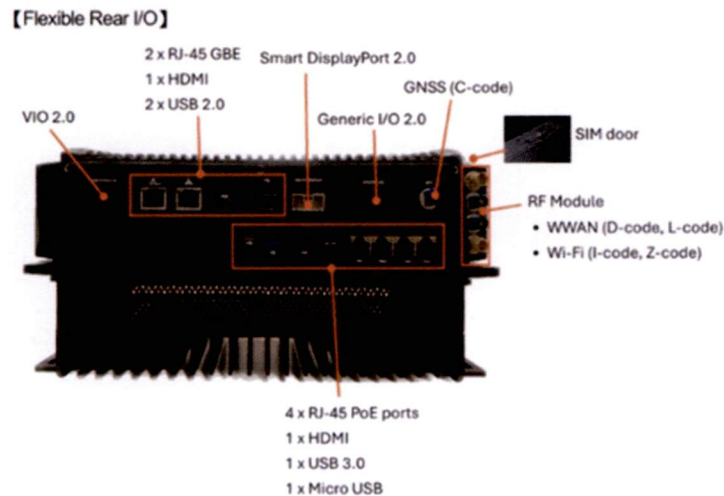 【Flexible Rear I/O】
2 x RJ-45 GBE
1 x HDMI
2 x USB 2.0
Smart DisplayPort 2.0
GNSS (C-code)
VIO 2.0
Generic I/O 2.0
SIM door
RF Module
• WWAN (D-code, L-code)
• Wi-Fi (I-code, Z-code)
4 x RJ-45 PoE ports
1 x HDMI
1 x USB 3.0
1 x Micro USB